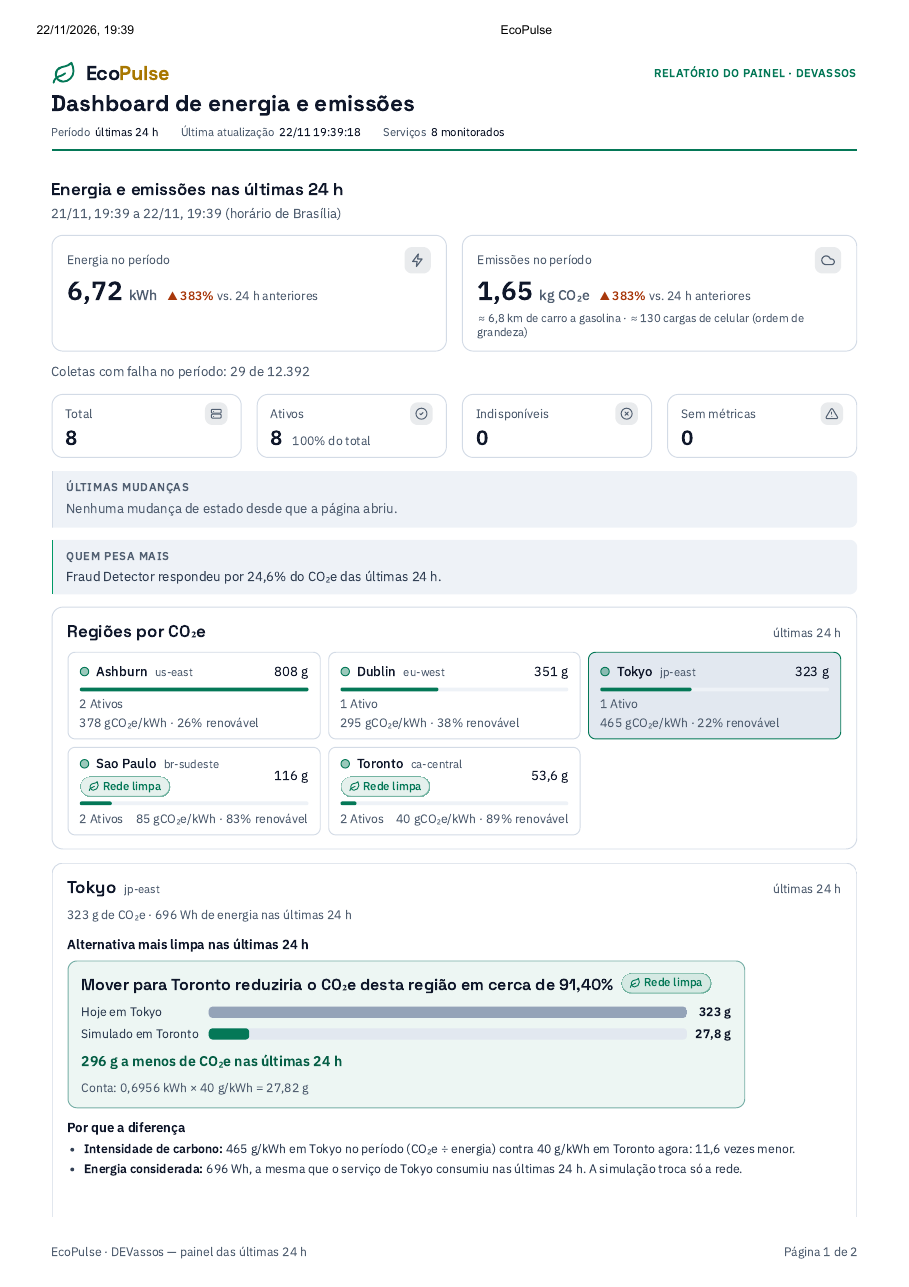 22/11/2026, 19:39
EcoPulse
EcoPulse
RELATÓRIO DO PAINEL · DEVASSOS
Dashboard de energia e emissões
Período últimas 24 h Última atualização 22/11 19:39:18 Serviços 8 monitorados
Energia e emissões nas últimas 24 h
21/11, 19:39 a 22/11, 19:39 (horário de Brasília)
Energia no período
6,72 kWh ▲383% vs. 24 h anteriores
Emissões no período
1,65 kg CO₂e ▲383% vs. 24 h anteriores
≈ 6,8 km de carro a gasolina · ≈ 130 cargas de celular (ordem de
grandeza)
Coletas com falha no período: 29 de 12.392
Total
8
Ativos
8 100% do total
Indisponíveis
0
Sem métricas
0
ÚLTIMAS MUDANÇAS
Nenhuma mudança de estado desde que a página abriu.
QUEM PESA MAIS
Fraud Detector respondeu por 24,6% do CO₂e das últimas 24 h.
Regiões por CO₂e
últimas 24 h
Ashburn us-east 808 g
2 Ativos
378 gCO₂e/kWh · 26% renovável
Dublin eu-west 351 g
1 Ativo
295 gCO₂e/kWh · 38% renovável
Tokyo jp-east 323 g
1 Ativo
465 gCO₂e/kWh · 22% renovável
Sao Paulo br-sudeste
Rede limpa
116 g
2 Ativos 85 gCO₂e/kWh · 83% renovável
Toronto ca-central
Rede limpa
53,6 g
2 Ativos 40 gCO₂e/kWh · 89% renovável
Tokyo jp-east
últimas 24 h
323 g de CO₂e · 696 Wh de energia nas últimas 24 h
Alternativa mais limpa nas últimas 24 h
Mover para Toronto reduziria o CO₂e desta região em cerca de 91,40% Rede limpa
Hoje em Tokyo 323 g
Simulado em Toronto 27,8 g
296 g a menos de CO₂e nas últimas 24 h
Conta: 0,6956 kWh × 40 g/kWh = 27,82 g
Por que a diferença
• Intensidade de carbono: 465 g/kWh em Tokyo no período (CO₂e ÷ energia) contra 40 g/kWh em Toronto agora: 11,6 vezes menor.
• Energia considerada: 696 Wh, a mesma que o serviço de Tokyo consumiu nas últimas 24 h. A simulação troca só a rede.
EcoPulse · DEVassos — painel das últimas 24 h
Página 1 de 2